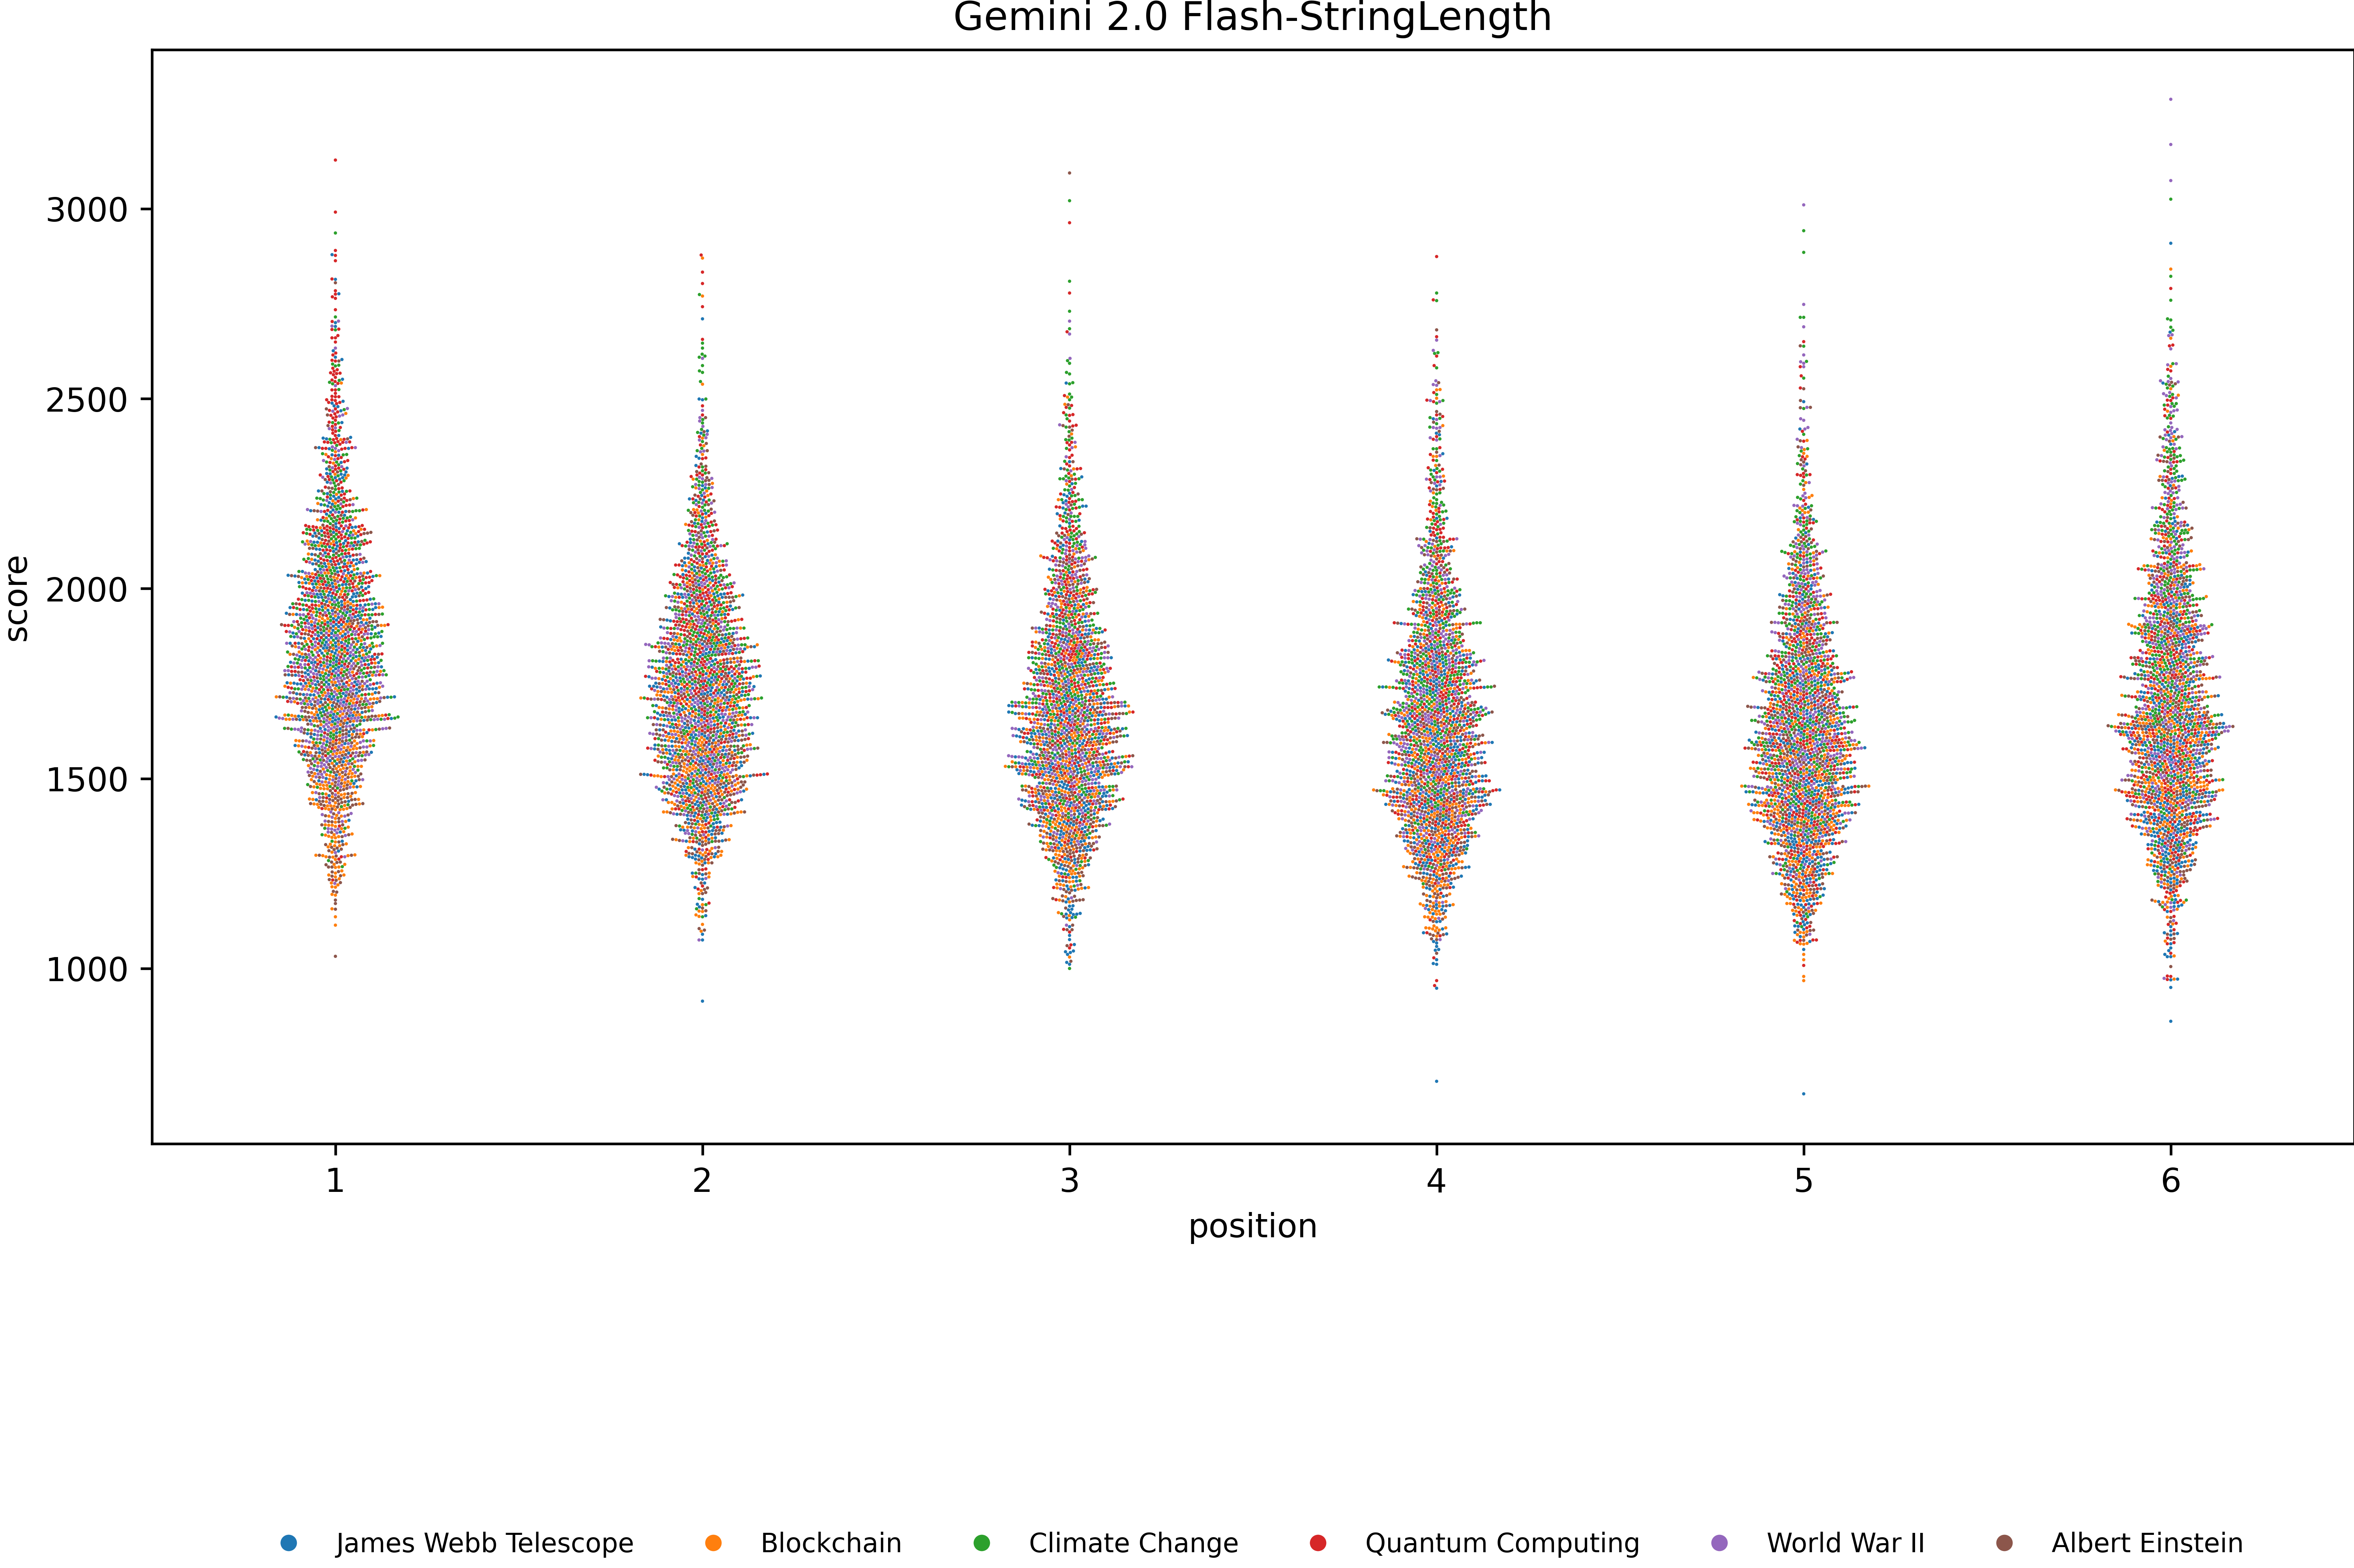 Gemini 2.0 Flash-StringLength
score
3000
2500
2000
1500
1000
1 2 3 4 5 6
position
James Webb Telescope Blockchain Climate Change Quantum Computing World War II Albert Einstein